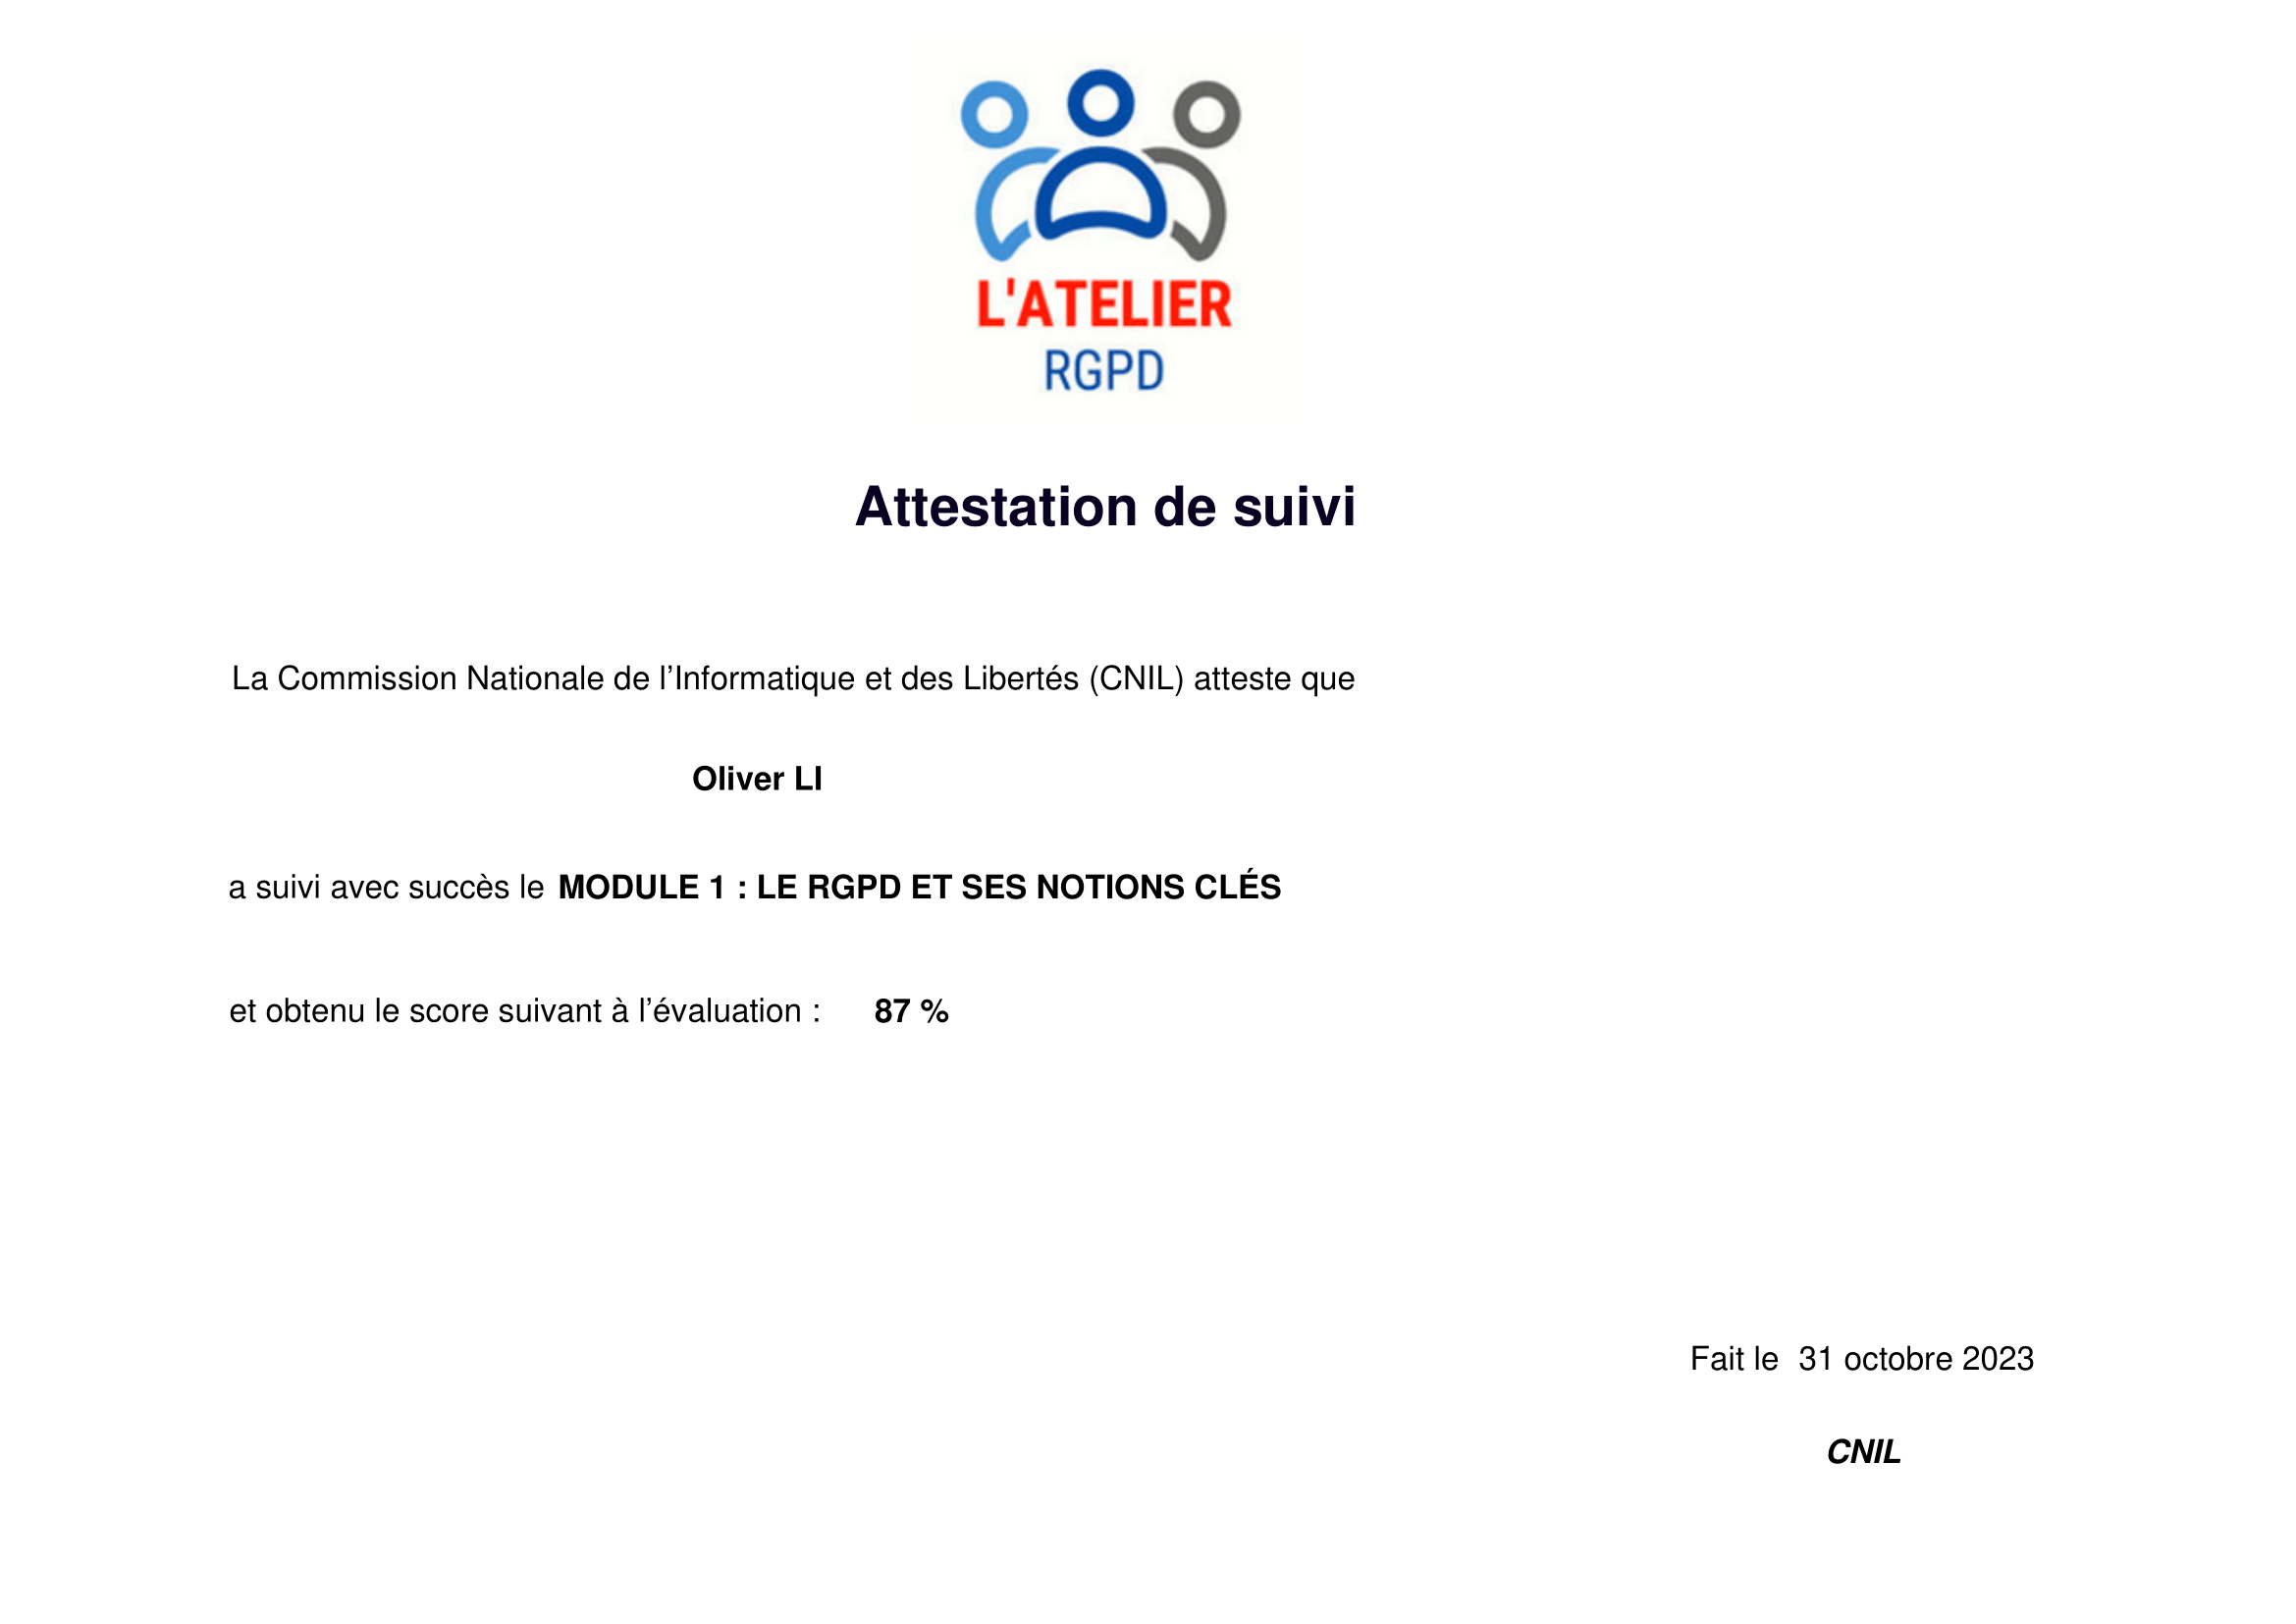 L'ATELIER
RGPD
Attestation de suivi
La Commission Nationale de l’Informatique et des Libertés (CNIL) atteste que
Oliver LI
a suivi avec succès le MODULE 1 : LE RGPD ET SES NOTIONS CLÉS
et obtenu le score suivant à l’évaluation : 87 %
Fait le 31 octobre 2023
CNIL